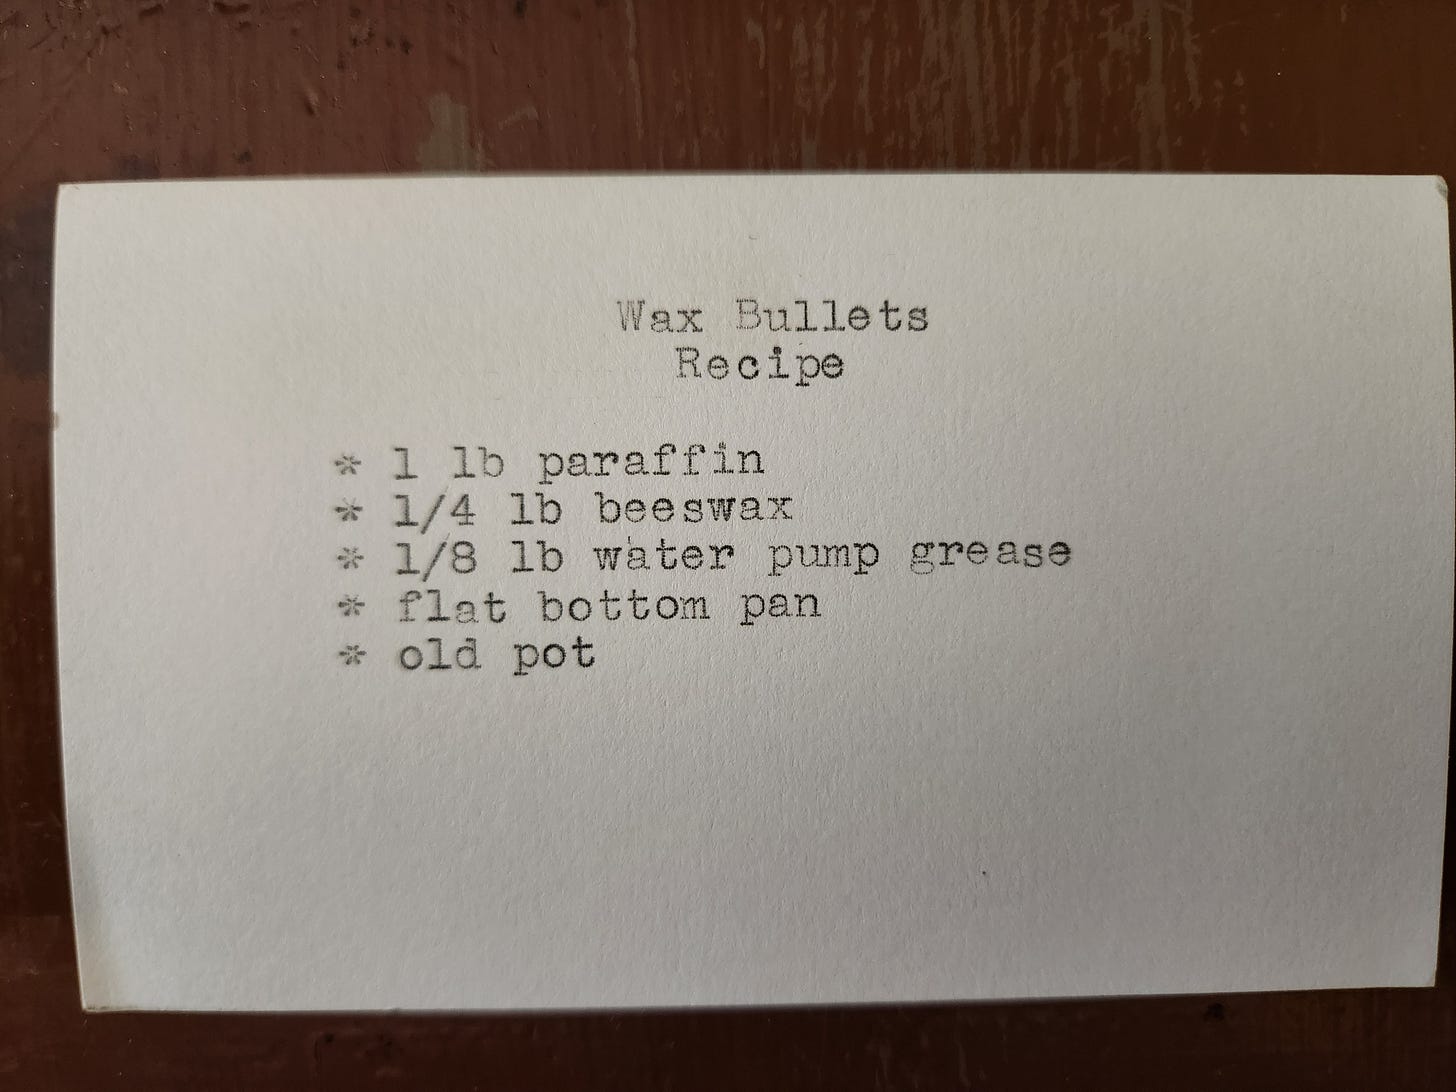 Wax Bullets
Recipe
* 1 lb paraffin
* 1/4 lb beeswax
* 1/8 lb water pump grease
* flat bottom pan
* old pot